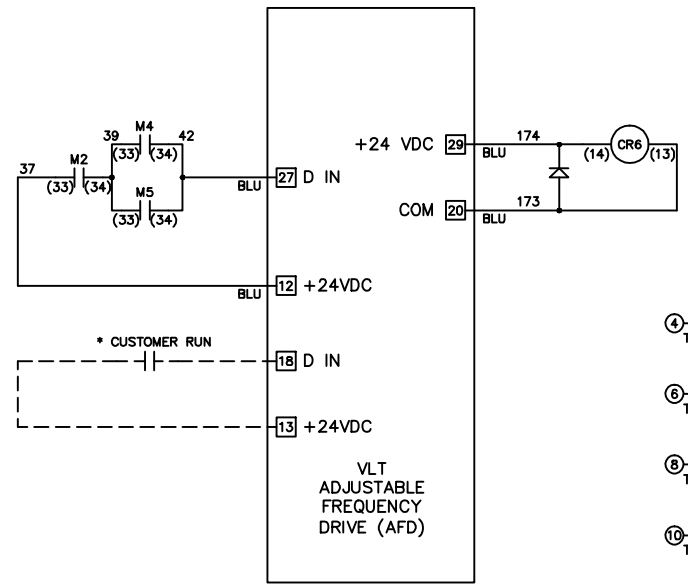 M4
39
42
(33)
(34)
M2
37
(33)
(34)
M5
(33)
(34)
BLU
27 D IN
BLU
12 +24VDC
* CUSTOMER RUN
18 D IN
13 +24VDC
+24 VDC 29
174
BLU
(14)
CR6
(13)
COM 20
173
BLU
VLT
ADJUSTABLE
FREQUENCY
DRIVE (AFD)
4
T
6
T
8
T
10
T